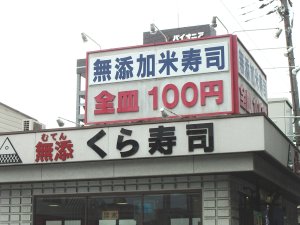 パイオニア
無添加米寿司
全皿 100円
むてん
無添 くら寿司